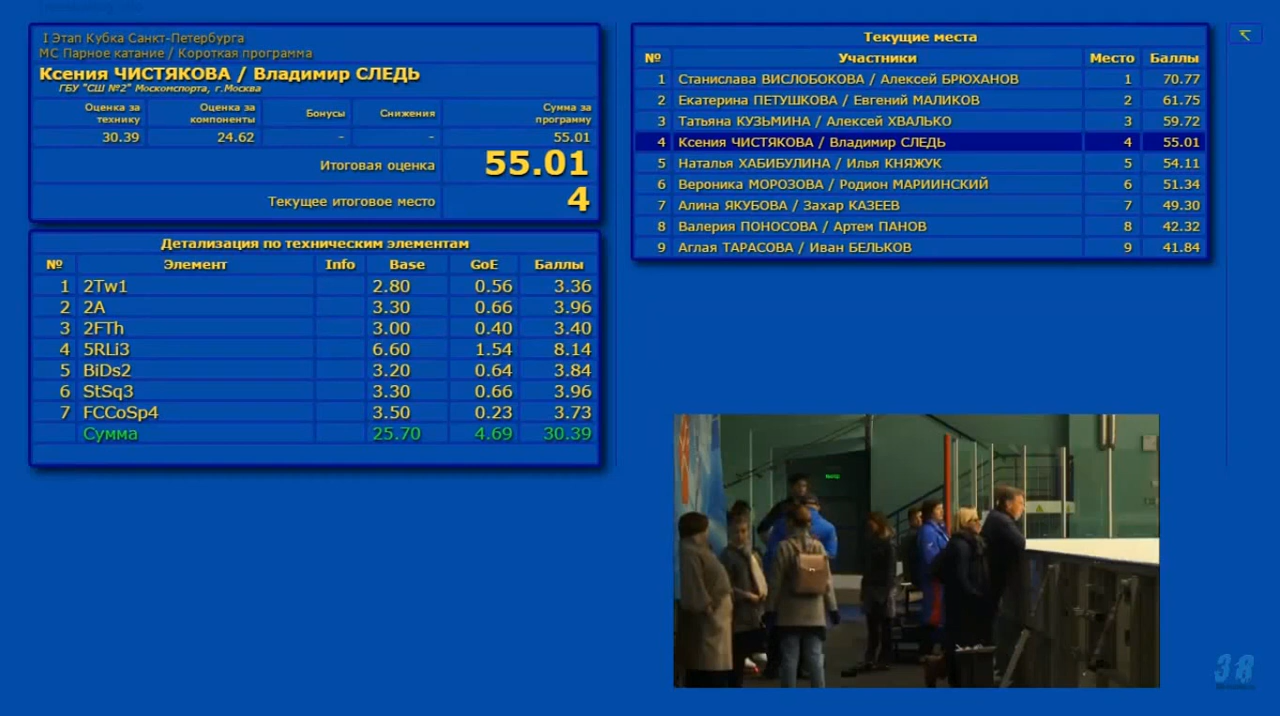 I Этап Кубка Санкт-Петербурга
МС Парное катание / Короткая программа
Ксения ЧИСТЯКОВА / Владимир СЛЕДЬ
ГБУ "СШ №2" Москомспорта, г.Москва
Оценка за технику Оценка за компоненты Бонусы Снижения Сумма за программу
30.39 24.62 - - 55.01
Итоговая оценка 55.01
Текущее итоговое место 4
Детализация по техническим элементам
№ Элемент Info Base GoE Баллы
1 2Tw1 2.80 0.56 3.36
2 2A 3.30 0.66 3.96
3 2FTh 3.00 0.40 3.40
4 5RLi3 6.60 1.54 8.14
5 BiDs2 3.20 0.64 3.84
6 StSq3 3.30 0.66 3.96
7 FCCoSp4 3.50 0.23 3.73
Сумма 25.70 4.69 30.39
Текущие места
№ Участники Место Баллы
1 Станислава ВИСЛОБОКОВА / Алексей БРЮХАНОВ 1 70.77
2 Екатерина ПЕТУШКОВА / Евгений МАЛИКОВ 2 61.75
3 Татьяна КУЗЬМИНА / Алексей ХВАЛЬКО 3 59.72
4 Ксения ЧИСТЯКОВА / Владимир СЛЕДЬ 4 55.01
5 Наталья ХАБИБУЛИНА / Илья КНЯЖУК 5 54.11
6 Вероника МОРОЗОВА / Родион МАРИИНСКИЙ 6 51.34
7 Алина ЯКУБОВА / Захар КАЗЕЕВ 7 49.30
8 Валерия ПОНОСОВА / Артем ПАНОВ 8 42.32
9 Аглая ТАРАСОВА / Иван БЕЛЬКОВ 9 41.84
38